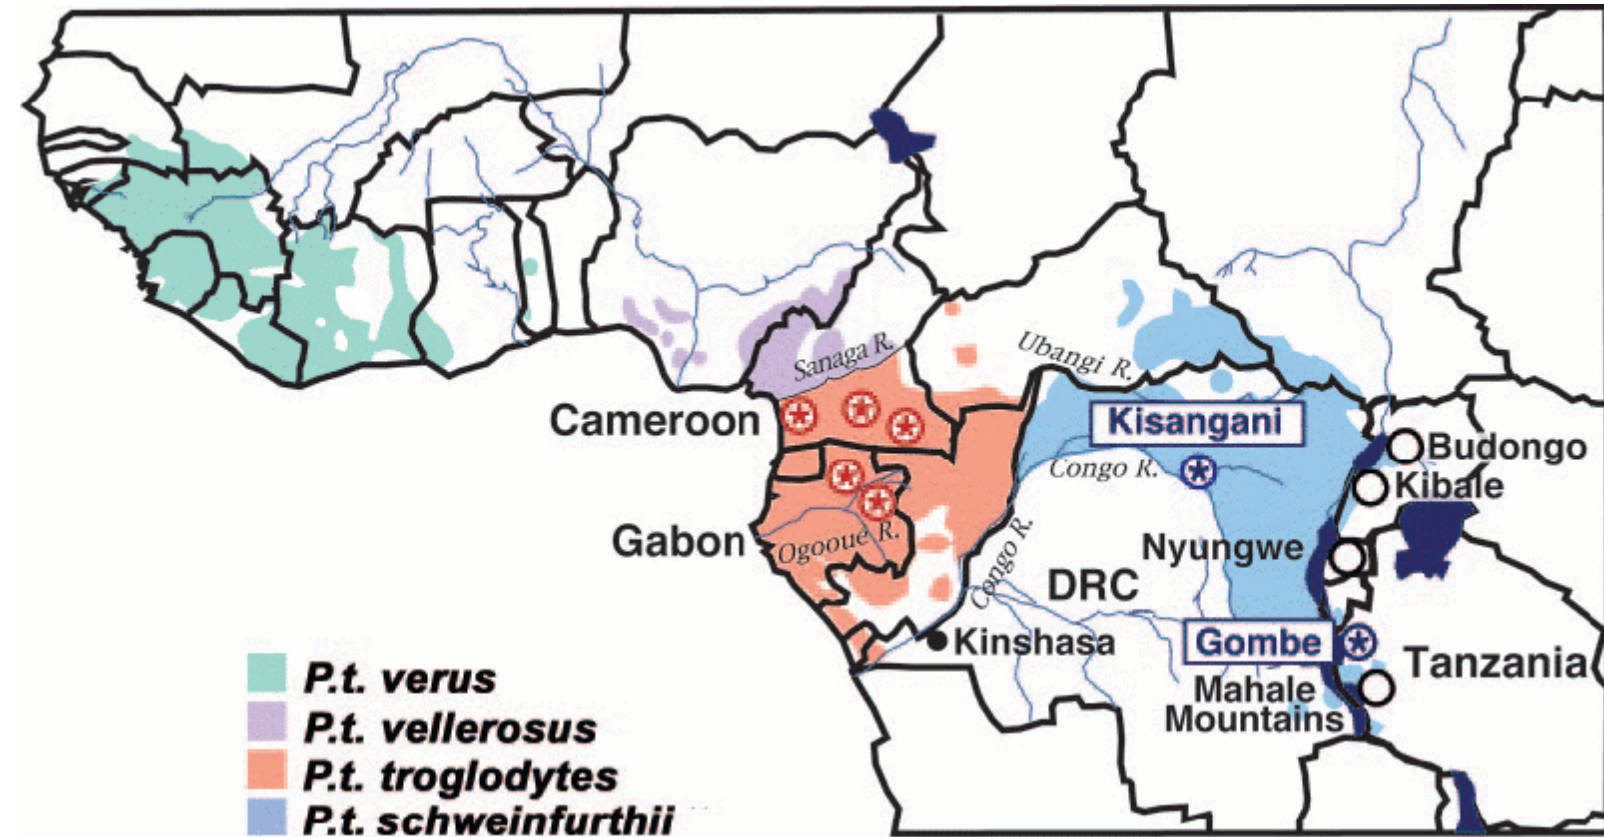 Sanaga R.
Ubangi R.
Cameroon
Kisangani
Budongo
Congo R.
Kibale
Gabon
Ogooué R.
Congo R.
Nyungwe
DRC
Kinshasa
Gombe
Tanzania
Mahale
Mountains
P.t. verus
P.t. vellerosus
P.t. troglodytes
P.t. schweinfurthii